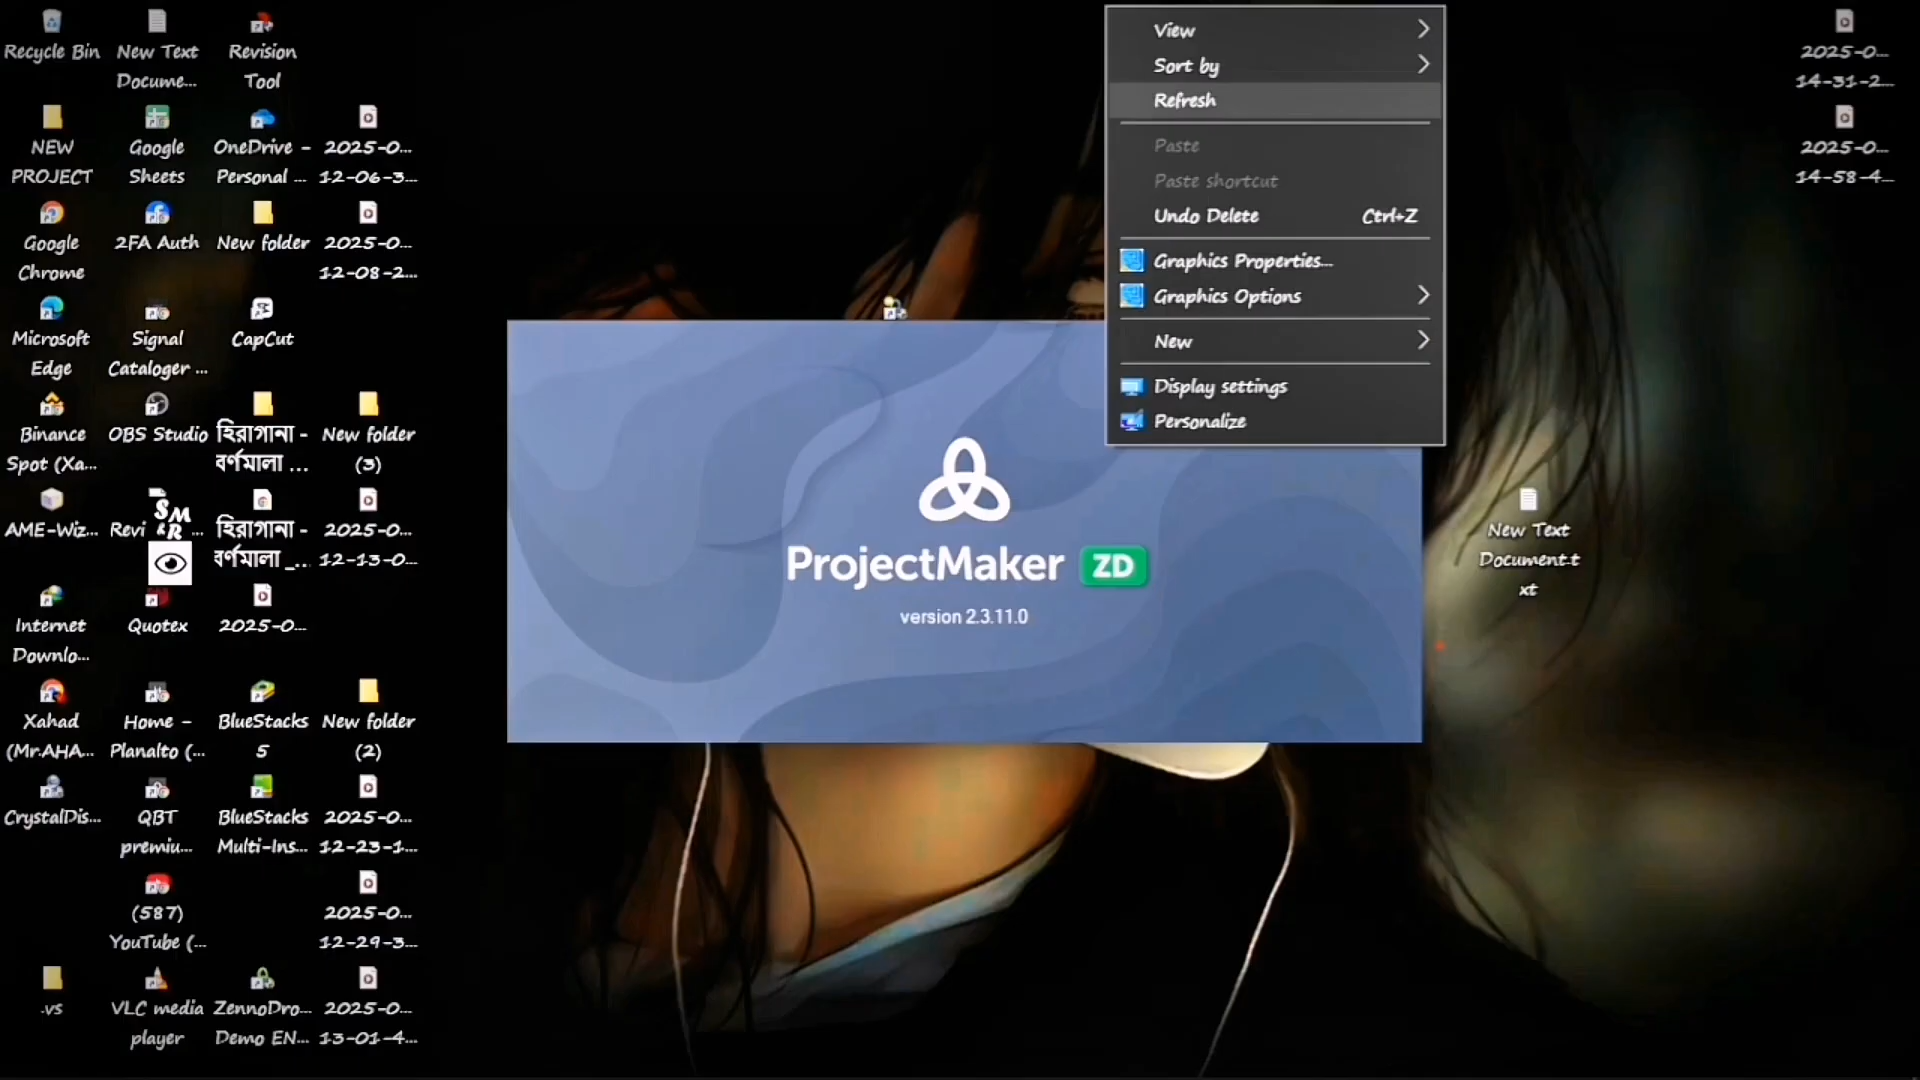 Recycle Bin
New Text
Docume...
Revision
Tool
NEW
PROJECT
Google
Sheets
OneDrive -
Personal ...
2025-0...
12-06-3...
Google
Chrome
2FA Auth
New folder
2025-0...
12-08-2...
Microsoft
Edge
Signal
Cataloger ...
CapCut
Binance
Spot (Xa...
OBS Studio
হিরাগানা -
বর্ণমালা ...
New folder
(3)
AME-Wiz...
Revi
...
SM
&R
হিরাগানা -
বর্ণমালা _...
2025-0...
12-13-0...
Internet
Downlo...
Quotex
2025-0...
Xahad
(Mr.AHA...
Home -
Planalto (...
BlueStacks
5
New folder
(2)
CrystalDis...
QBT
premiu...
BlueStacks
Multi-Ins...
2025-0...
12-23-1...
(587)
YouTube (...
2025-0...
12-29-3...
.vs
VLC media
player
ZennoDro...
Demo EN...
2025-0...
13-01-4...
ProjectMaker ZD
version 2.3.11.0
View
Sort by
Refresh
Paste
Paste shortcut
Undo Delete Ctrl+Z
Graphics Properties...
Graphics Options
New
Display settings
Personalize
New Text
Document.t
xt
2025-0...
14-31-2...
2025-0...
14-58-4...